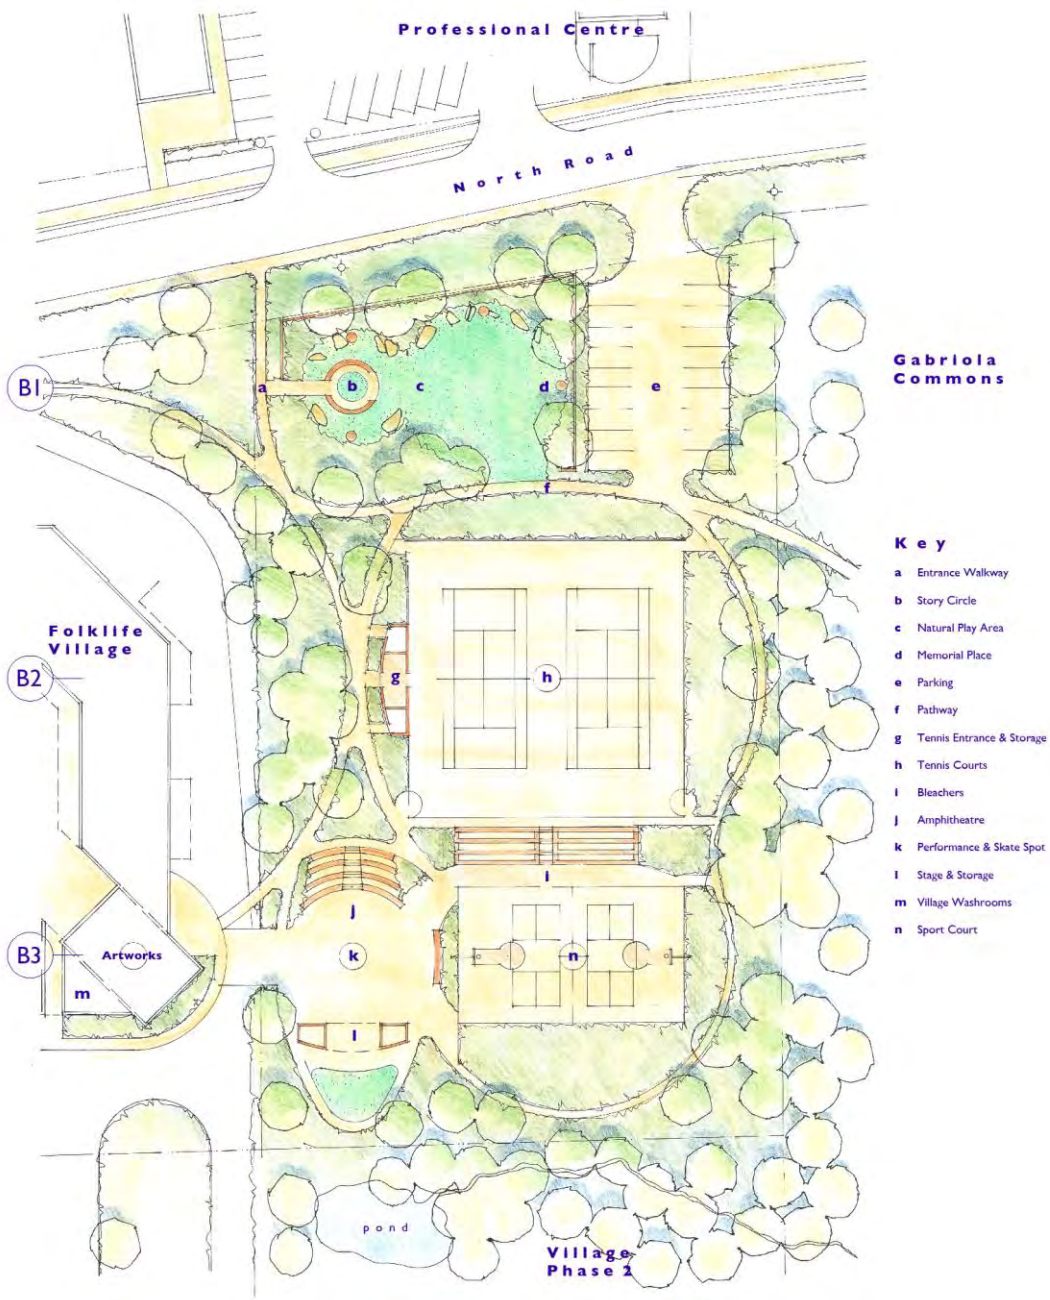 Professional Centre
North Road
B1
a
b
c
d
e
Gabriola
Commons
f
Key
a Entrance Walkway
b Story Circle
c Natural Play Area
d Memorial Place
e Parking
f Pathway
g Tennis Entrance & Storage
h Tennis Courts
i Bleachers
j Amphitheatre
k Performance & Skate Spot
l Stage & Storage
m Village Washrooms
n Sport Court
Folklife
Village
B2
g
h
i
j
B3
Artworks
k
n
m
l
pond
Village
Phase 2